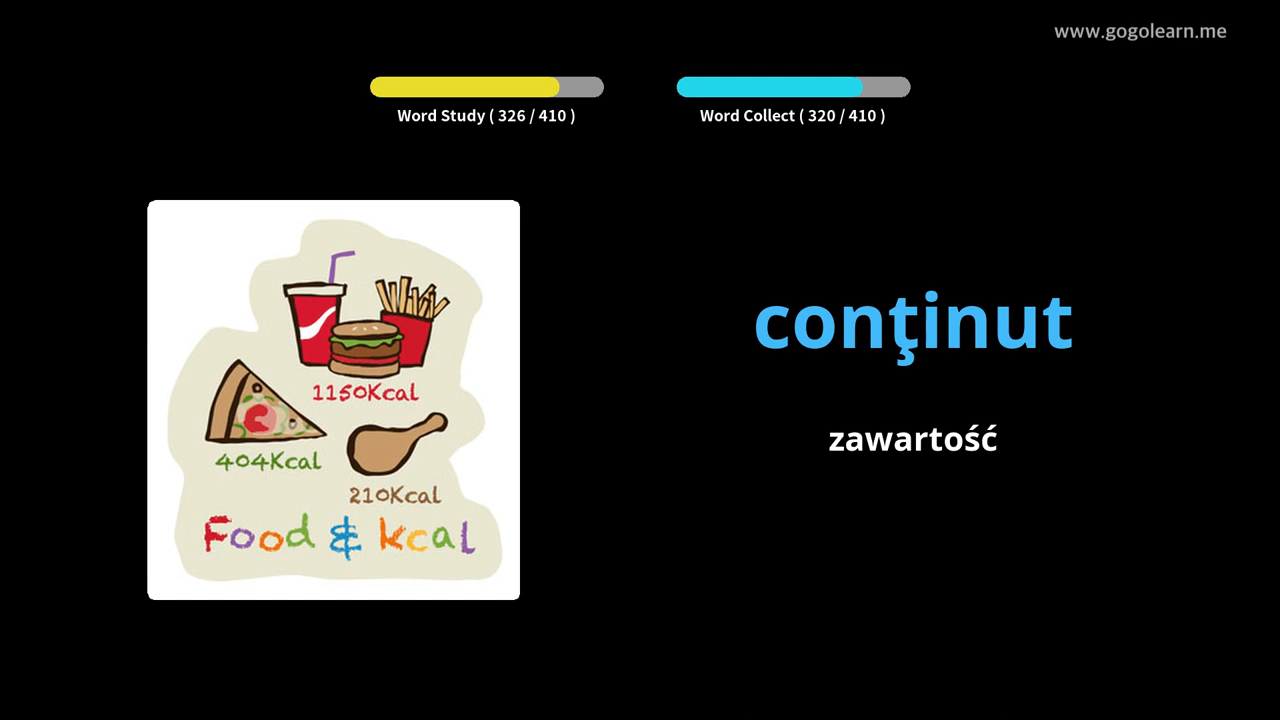 www.gogolearn.me
Word Study ( 326 / 410 )
Word Collect ( 320 / 410 )
1150Kcal
404Kcal
210Kcal
Food & kcal
conţinut
zawartość